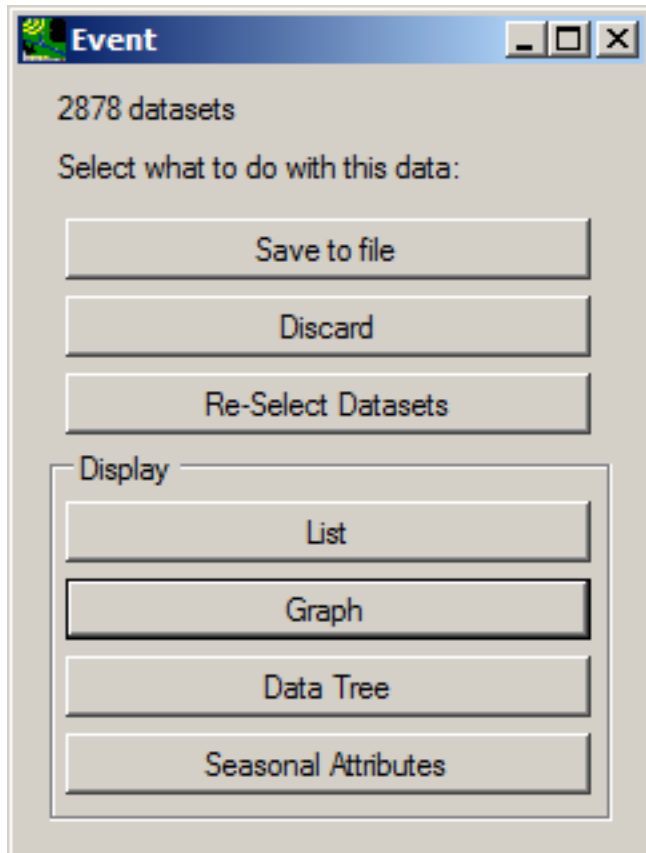 Event
2878 datasets
Select what to do with this data:
Save to file
Discard
Re-Select Datasets
Display
List
Graph
Data Tree
Seasonal Attributes